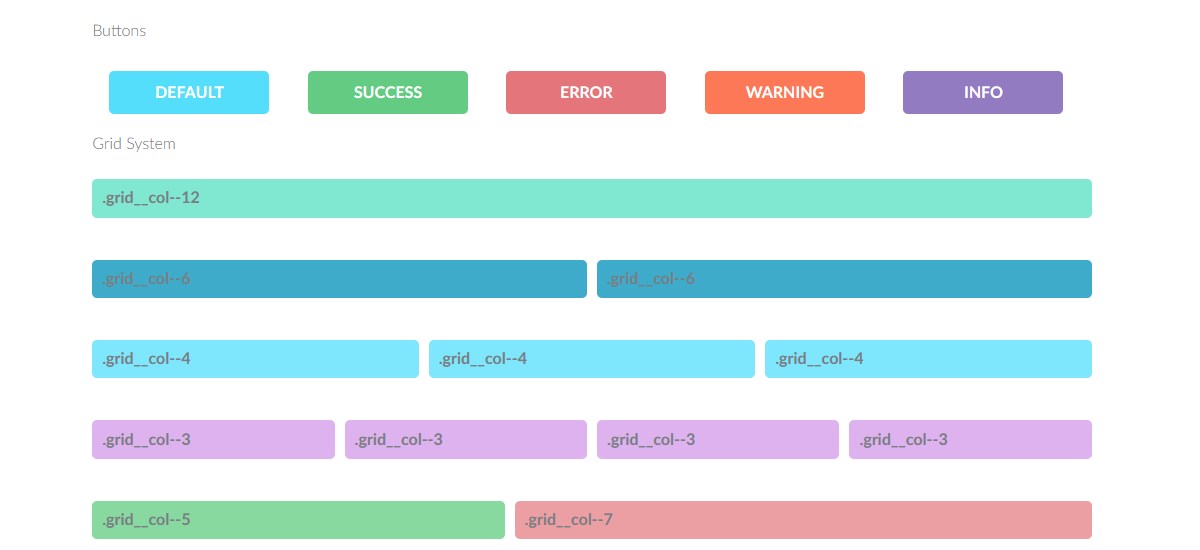 Buttons
DEFAULT SUCCESS ERROR WARNING INFO
Grid System
.grid__col--12
.grid__col--6 .grid__col--6
.grid__col--4 .grid__col--4 .grid__col--4
.grid__col--3 .grid__col--3 .grid__col--3 .grid__col--3
.grid__col--5 .grid__col--7